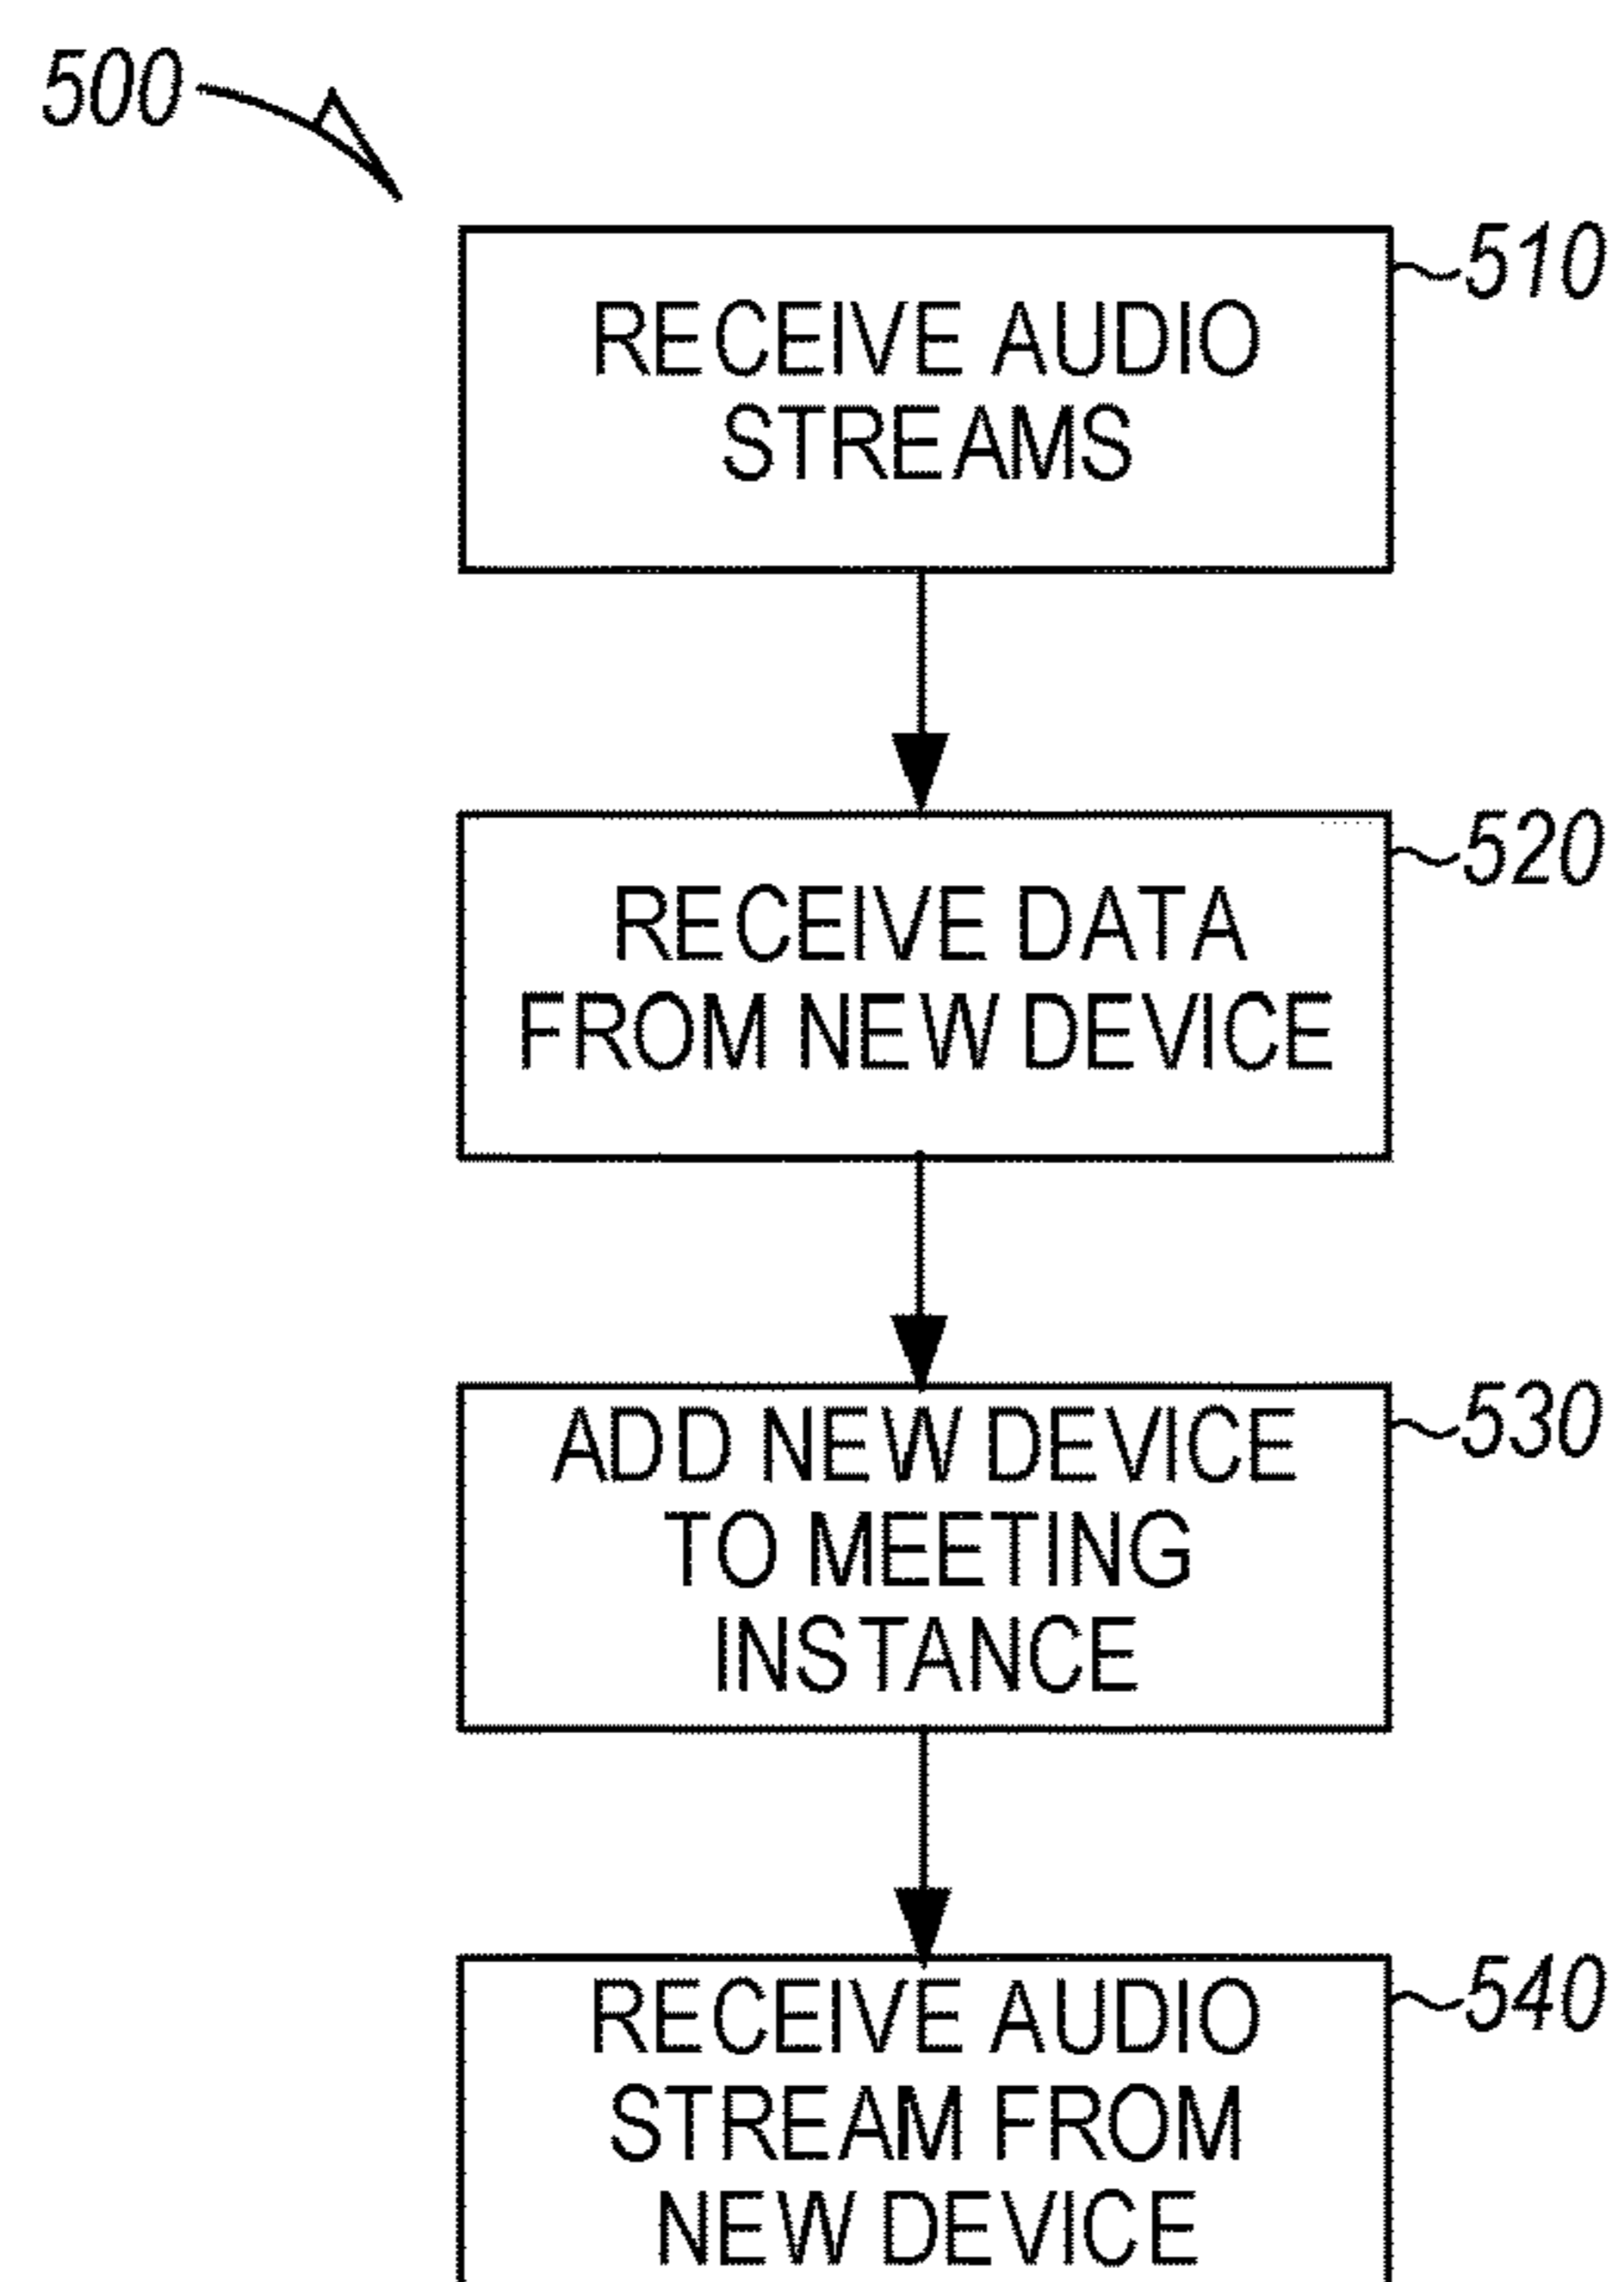 500
510
RECEIVE AUDIO
STREAMS
520
RECEIVE DATA
FROM NEW DEVICE
530
ADD NEW DEVICE
TO MEETING
INSTANCE
540
RECEIVE AUDIO
STREAM FROM
NEW DEVICE